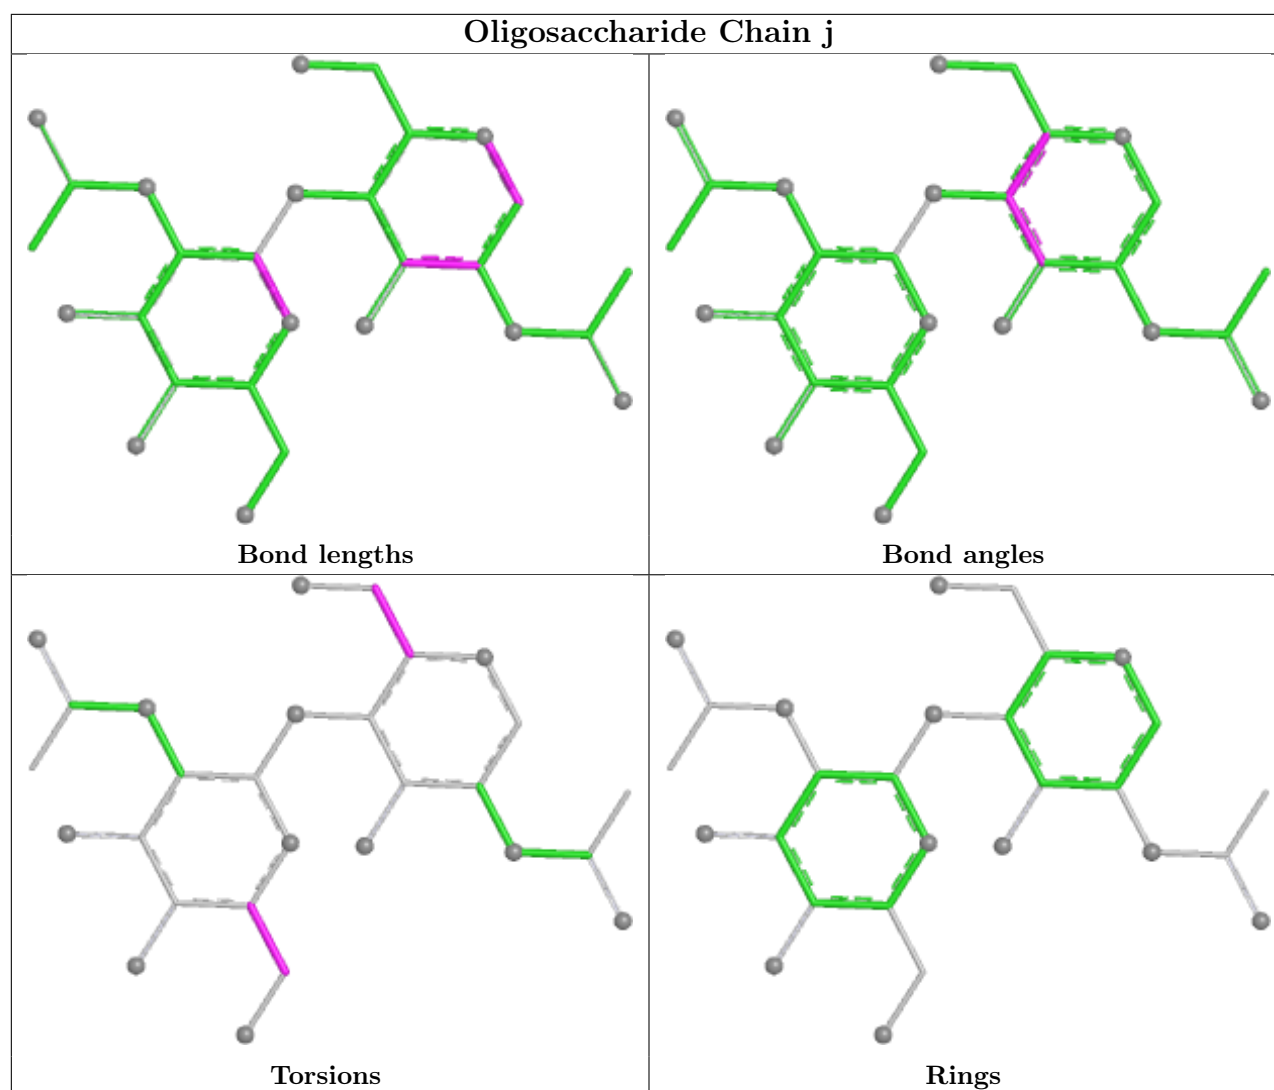 Oligosaccharide Chain j
Bond lengths
Bond angles
Torsions
Rings